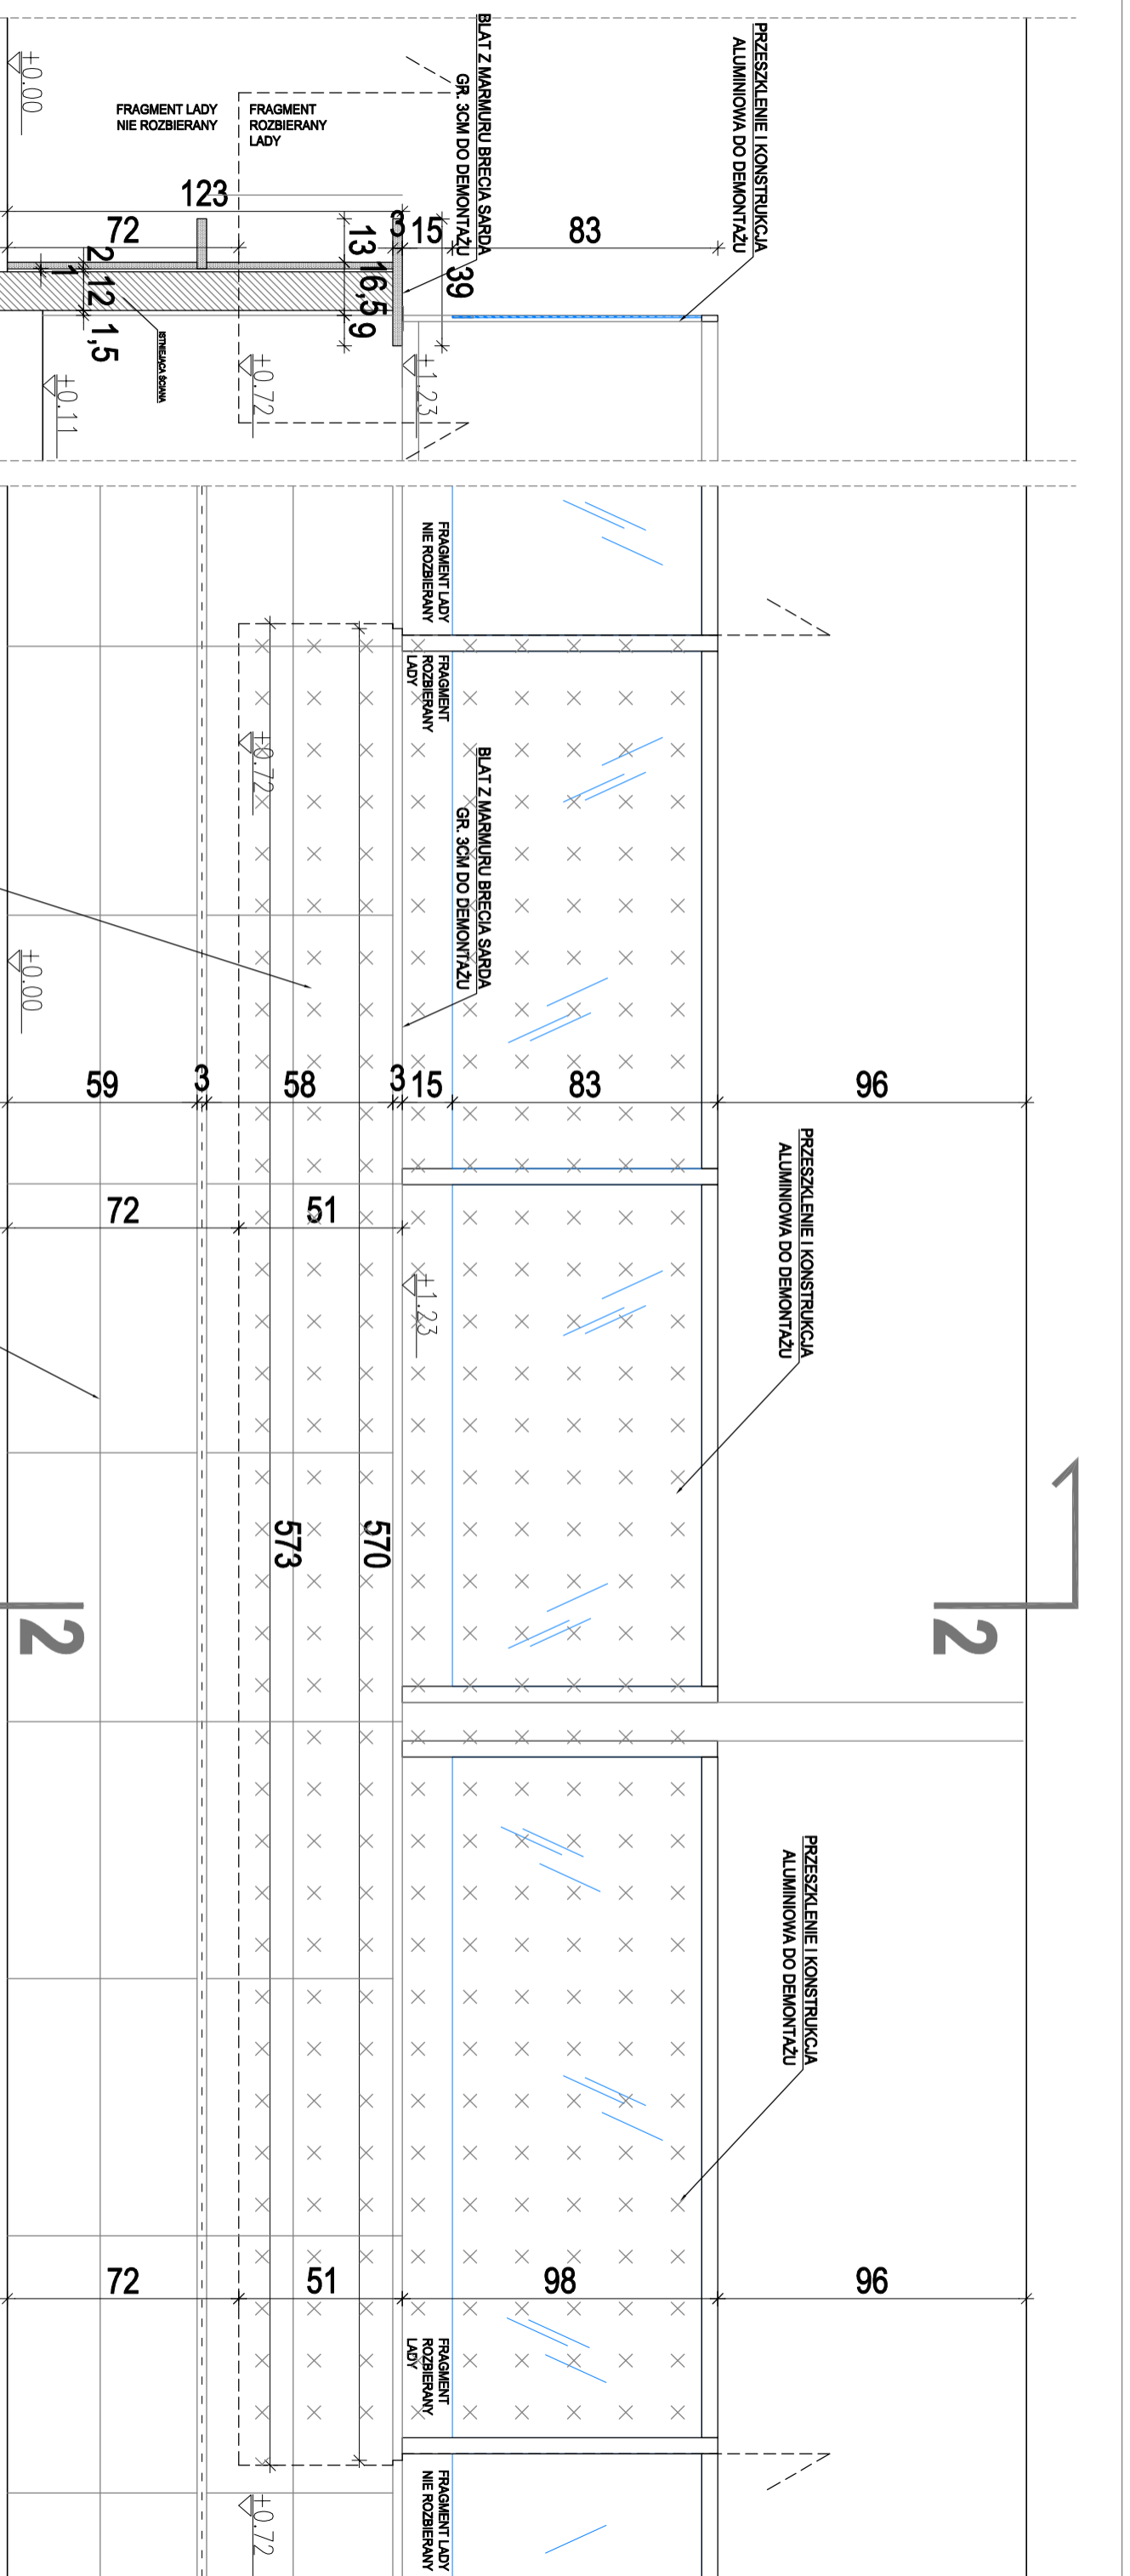 PRZESZKLENIE I KONSTRUKCJA
ALUMINIOWA DO DEMONTAŻU
BLAT Z MARMURU BRECIA SARDA
GR. 3CM DO DEMONTAŻU
+0.00
FRAGMENT LADY
NIE ROZBIERANY
FRAGMENT
ROZBIERANY
LADY
123
72
3
15
83
13
16,5
9
39
2
1
12
1,5
ISTNIEJĄCA ŚCIANA
+0.11
+0.72
+1.23
FRAGMENT LADY
NIE ROZBIERANY
FRAGMENT
ROZBIERANY
LADY
+0.72
BLAT Z MARMURU BRECIA SARDA
GR. 3CM DO DEMONTAŻU
+0.00
59
3
58
3
15
83
96
PRZESZKLENIE I KONSTRUKCJA
ALUMINIOWA DO DEMONTAŻU
72
51
+1.23
573
570
2
2
PRZESZKLENIE I KONSTRUKCJA
ALUMINIOWA DO DEMONTAŻU
72
51
98
96
FRAGMENT
ROZBIERANY
LADY
FRAGMENT LADY
NIE ROZBIERANY
+0.72